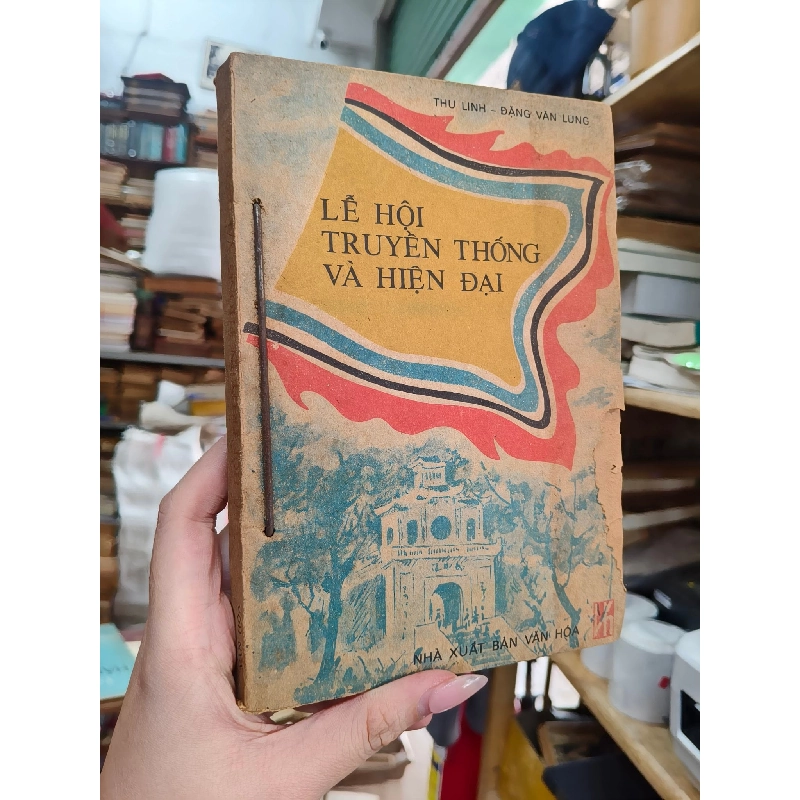 THU LINH - ĐẶNG VĂN LUNG
LỄ HỘI
TRUYỀN THỐNG
VÀ HIỆN ĐẠI
NHÀ XUẤT BẢN VĂN HÓA